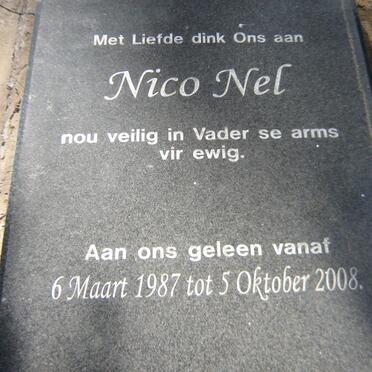 Met Liefde dink Ons aan
Nico Nel
nou veilig in Vader se arms
vir ewig.
Aan ons geleen vanaf
6 Maart 1987 tot 5 Oktober 2008.